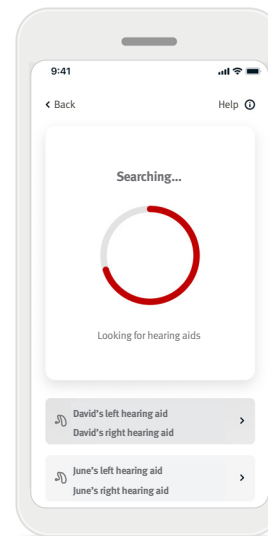 9:41
Back Help
Searching...
Looking for hearing aids
David's left hearing aid
David's right hearing aid
June's left hearing aid
June's right hearing aid